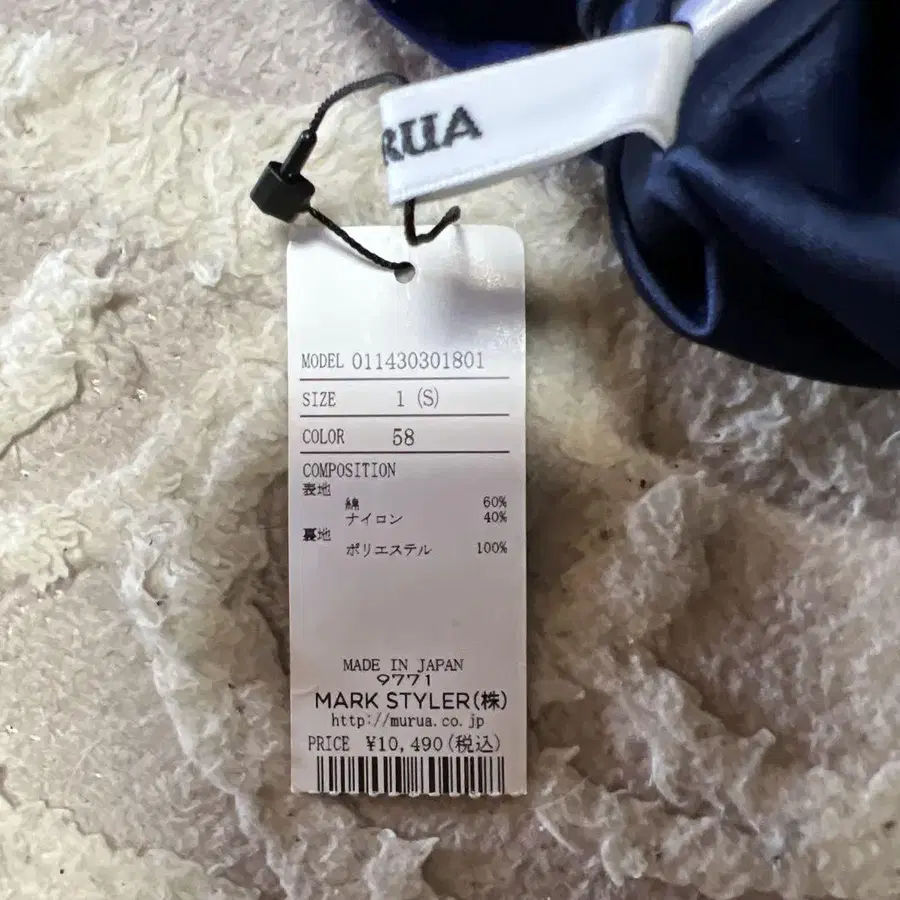 RUA
MODEL 011430301801
SIZE 1 (S)
COLOR 58
COMPOSITION
表地
綿 60%
ナイロン 40%
裏地
ポリエステル 100%
MADE IN JAPAN
9771
MARK STYLER(株)
http://murua.co.jp
PRICE ¥10,490(税込)